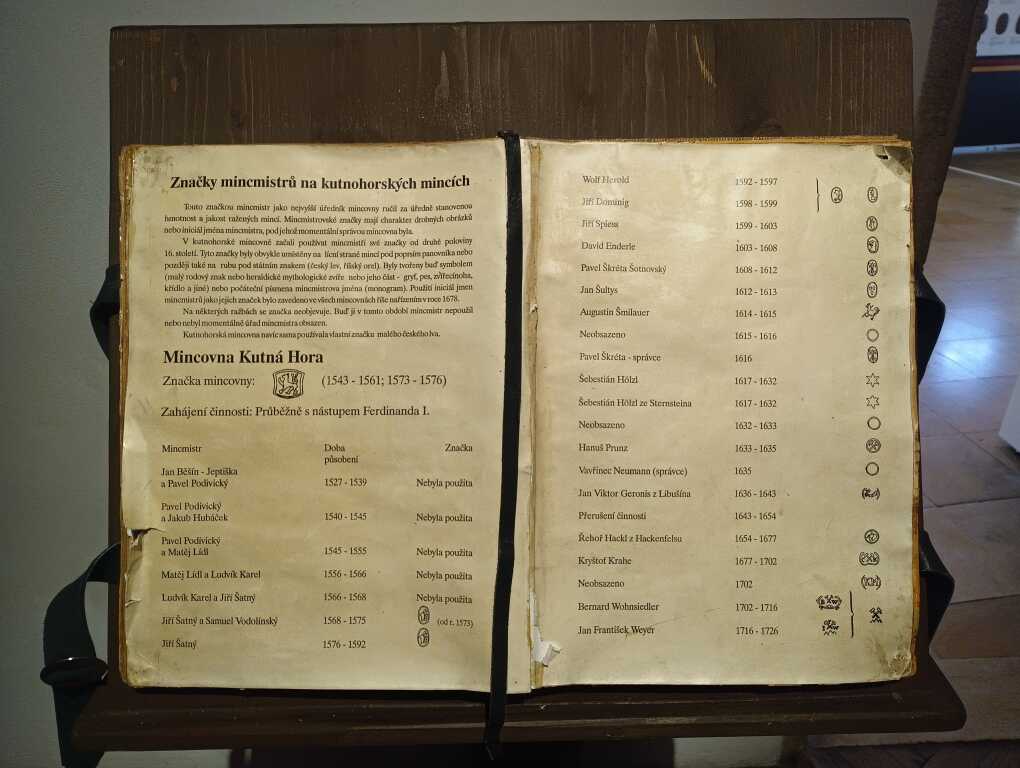 Značky mincmistrů na kutnohorských mincích
Touto značkou mincmistr jako nejvyšší úředník mincovny ručil za úředně stanovenou
hmotnost a jakost ražených mincí. Mincmistrovské značky mají charakter drobných obrázků
nebo iniciál jména mincmistra, pod jehož momentální správou mincovna byla.
V kutnohorské mincovně začali používat mincmistři své značky od druhé poloviny
16. století. Tyto značky byly obvykle umístěny na lícní straně mincí pod poprsím panovníka nebo
později také na rubu pod státním znakem (český lev, říšský orel). Byly tvořeny buď symbolem
(malý rodový znak nebo heraldické mythologické zvíře nebo jeho část - gryf, pes, zvířecínoha,
křídlo a jiné) nebo počáteční písmena mincmistrova jména (monogram). Použití iniciál jmen
mincmistrů jako jejich značek bylo zavedeno ve všech mincovnách říše nařízením v roce 1678.
Na některých ražbách se značka neobjevuje. Buď ji v tomto období mincmistr nepoužil
nebo nebyl momentálně úřad mincmistra obsazen.
Kutnohorská mincovna navíc sama používala vlastní značku malého českého lva.
Mincovna Kutná Hora
Značka mincovny: (1543 - 1561; 1573 - 1576)
Zahájení činnosti: Průběžně s nástupem Ferdinanda I.
Mincmistr Doba Značka
působení
Jan Běšín - Jeptiška
a Pavel Podivický 1527 - 1539 Nebyla použita
Pavel Podivický
a Jakub Hubáček 1540 - 1545 Nebyla použita
Pavel Podivický
a Matěj Lídl 1545 - 1555 Nebyla použita
Matěj Lídl a Ludvík Karel 1556 - 1566 Nebyla použita
Ludvík Karel a Jiří Šatný 1566 - 1568 Nebyla použita
Jiří Šatný a Samuel Vodolínský 1568 - 1575 (od r. 1573)
Jiří Šatný 1576 - 1592
Wolf Herold 1592 - 1597
Jiří Dominig 1598 - 1599
Jiří Spiess 1599 - 1603
David Enderle 1603 - 1608
Pavel Škréta Šotnovský 1608 - 1612
Jan Šultys 1612 - 1613
Augustin Šmilauer 1614 - 1615
Neobsazeno 1615 - 1616
Pavel Škréta - správce 1616
Šebestián Hölzl 1617 - 1632
Šebestián Hölzl ze Sternsteina 1617 - 1632
Neobsazeno 1632 - 1633
Hanuš Prunz 1633 - 1635
Vavřinec Neumann (správce) 1635
Jan Viktor Geronis z Libušína 1636 - 1643
Přerušení činnosti 1643 - 1654
Řehoř Hackl z Hackenfelsu 1654 - 1677
Kryštof Krahe 1677 - 1702
Neobsazeno 1702
Bernard Wohnsiedler 1702 - 1716
Jan František Weyer 1716 - 1726